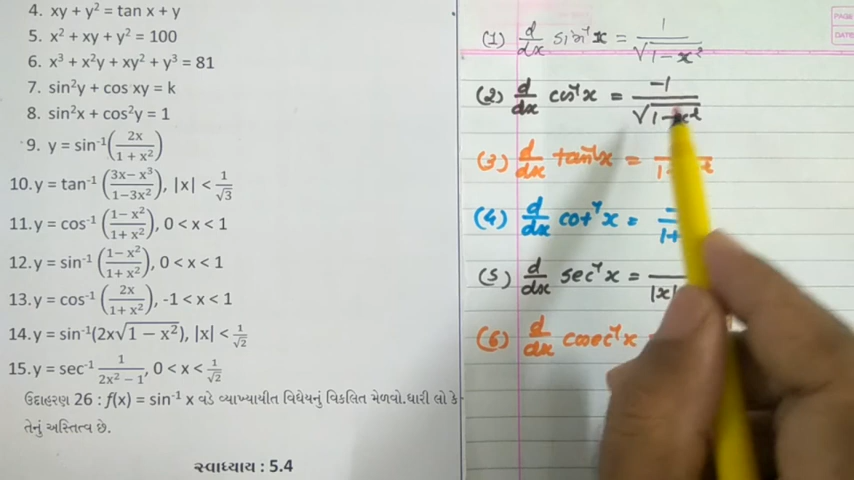 4. xy + y² = tan x + y
5. x² + xy + y² = 100
6. x³ + x²y + xy² + y³ = 81
7. sin²y + cos xy = k
8. sin²x + cos²y = 1
9. y = sin⁻¹(2x / 1 + x²)
10. y = tan⁻¹ (3x − x³ / 1−3x²), |x| < 1/√3
11. y = cos⁻¹ (1− x² / 1+ x²), 0 < x < 1
12. y = sin⁻¹ (1− x² / 1+ x²), 0 < x < 1
13. y = cos⁻¹ (2x / 1+ x²), -1 < x < 1
14. y = sin⁻¹(2x√1 − x²), |x| < 1/√2
15. y = sec⁻¹ 1 / 2x² − 1, 0 < x < 1/√2
ઉદાહરણ 26 : f(x) = sin⁻¹ x વડે વ્યાખ્યાયીત વિધેયનું વિકલિત મેળવો.ધારી લો કે
તેનું અસ્તિત્વ છે.
સ્વાધ્યાય : 5.4
PAGE
DATE
(1) d/dx sin⁻¹x = 1/√1−x²
(2) d/dx cos⁻¹x = −1/√1−x²
(3) d/dx tan⁻¹x =
(4) d/dx cot⁻¹x =
(5) d/dx sec⁻¹x =
(6) d/dx cosec⁻¹x